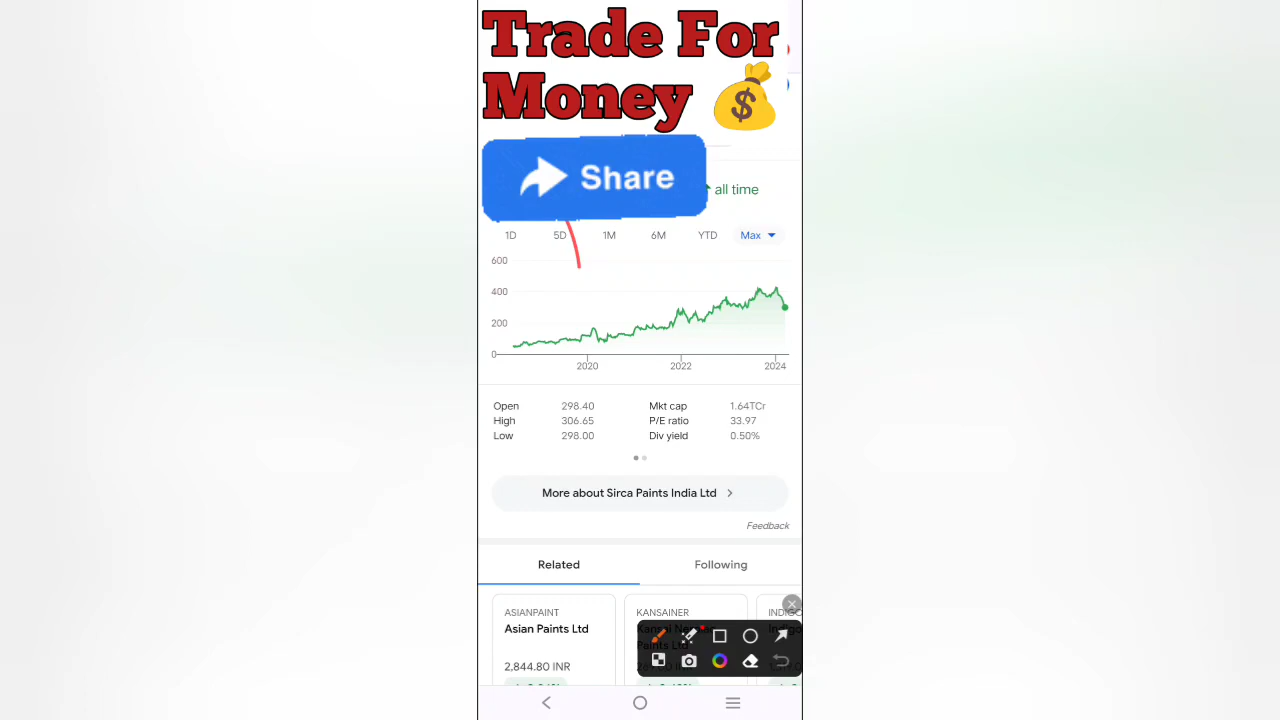 Trade For
Money
Share
all time
1D 5D 1M 6M YTD Max
600
400
200
0
2020 2022 2024
Open 298.40 Mkt cap 1.64TCr
High 306.65 P/E ratio 33.97
Low 298.00 Div yield 0.50%
More about Sirca Paints India Ltd
Feedback
Related Following
ASIANPAINT KANSAINER INDIGO
Asian Paints Ltd
Paints Ltd
2,844.80 INR